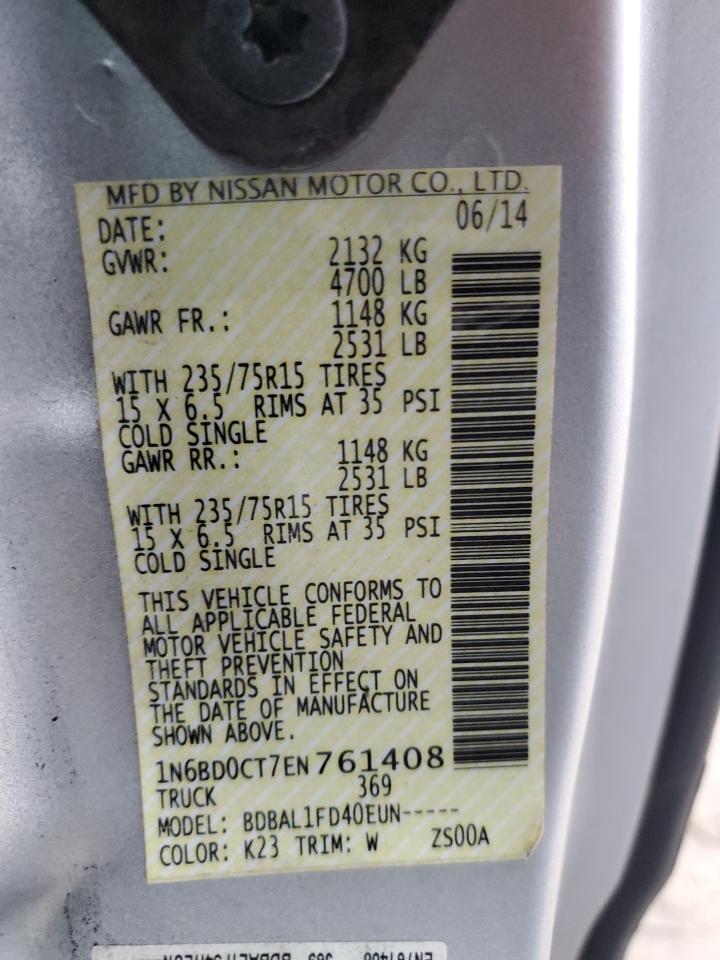 MFD BY NISSAN MOTOR CO., LTD.
DATE: 06/14
GVWR: 2132 KG
4700 LB
GAWR FR.: 1148 KG
2531 LB
WITH 235/75R15 TIRES
15 X 6.5 RIMS AT 35 PSI
COLD SINGLE
GAWR RR.: 1148 KG
2531 LB
WITH 235/75R15 TIRES
15 X 6.5 RIMS AT 35 PSI
COLD SINGLE
THIS VEHICLE CONFORMS TO
ALL APPLICABLE FEDERAL
MOTOR VEHICLE SAFETY AND
THEFT PREVENTION
STANDARDS IN EFFECT ON
THE DATE OF MANUFACTURE
SHOWN ABOVE.
1N6BD0CT7EN761408
TRUCK 369
MODEL: BDBAL1FD40EUN-----
COLOR: K23 TRIM: W ZS00A